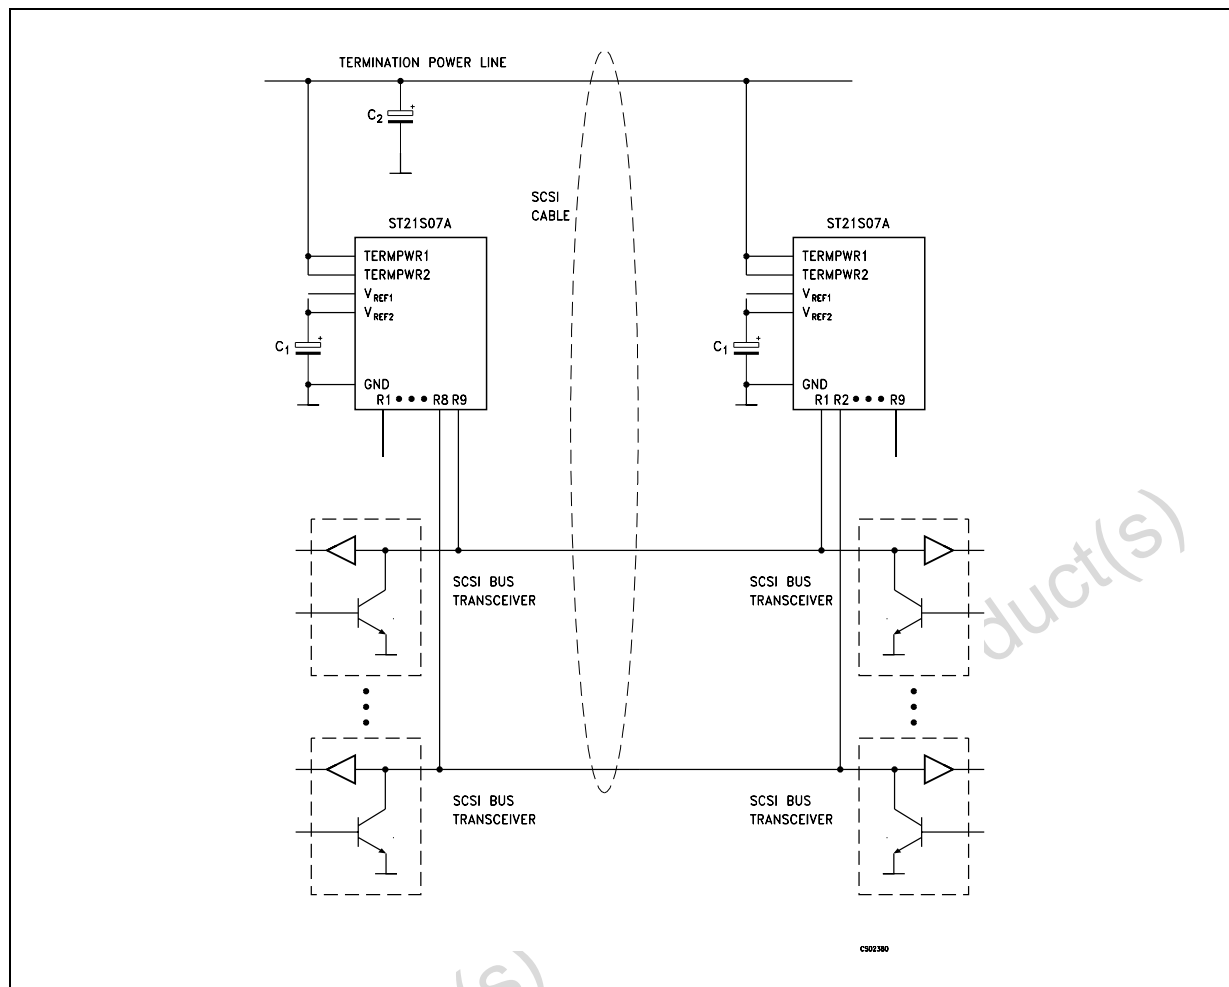 TERMINATION POWER LINE
C2
+
SCSI
CABLE
ST21S07A
TERMPWR1
TERMPWR2
VREF1
VREF2
C1
+
GND
R1 ••• R8 R9
ST21S07A
TERMPWR1
TERMPWR2
VREF1
VREF2
C1
+
GND
R1 R2 ••• R9
SCSI BUS
TRANSCEIVER
SCSI BUS
TRANSCEIVER
duct(s)
SCSI BUS
TRANSCEIVER
SCSI BUS
TRANSCEIVER
CS02380
(s)